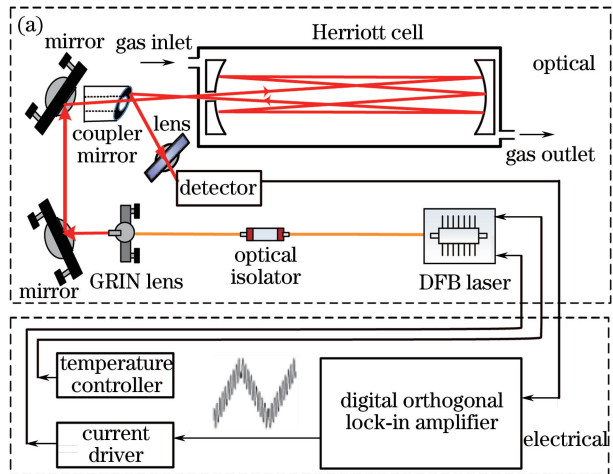 (a)
mirror
gas inlet
Herriott cell
optical
coupler
mirror
lens
gas outlet
detector
mirror
GRIN lens
optical
isolator
DFB laser
temperature
controller
digital orthogonal
lock-in amplifier
current
driver
electrical